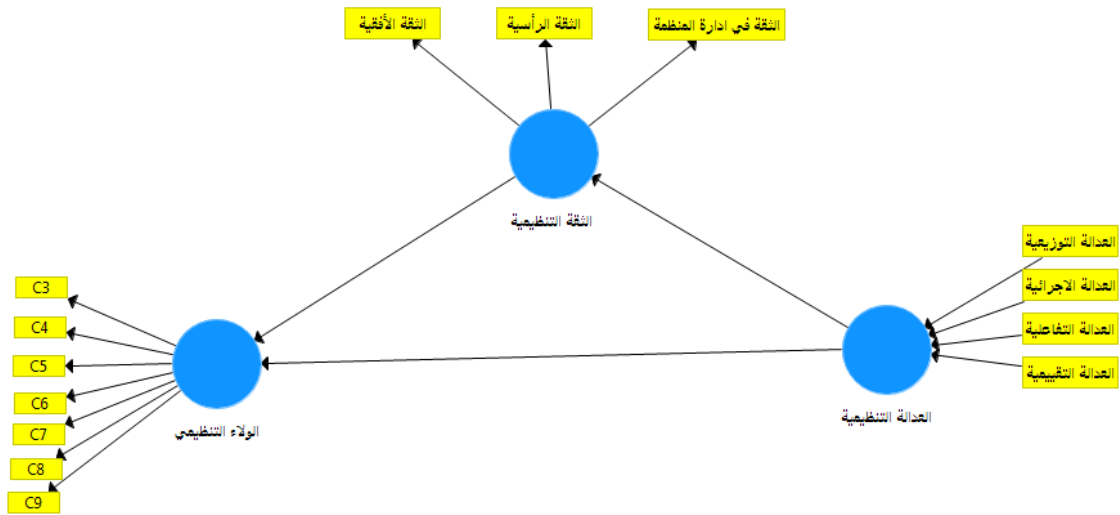 الثقة في ادارة المنظمة
الثقة الرأسية
الثقة الأفقية
الثقة التنظيمية
العدالة التوزيعية
العدالة الاجرائية
العدالة التفاعلية
العدالة التقييمية
العدالة التنظيمية
C3
C4
C5
C6
C7
C8
C9
الولاء التنظيمي